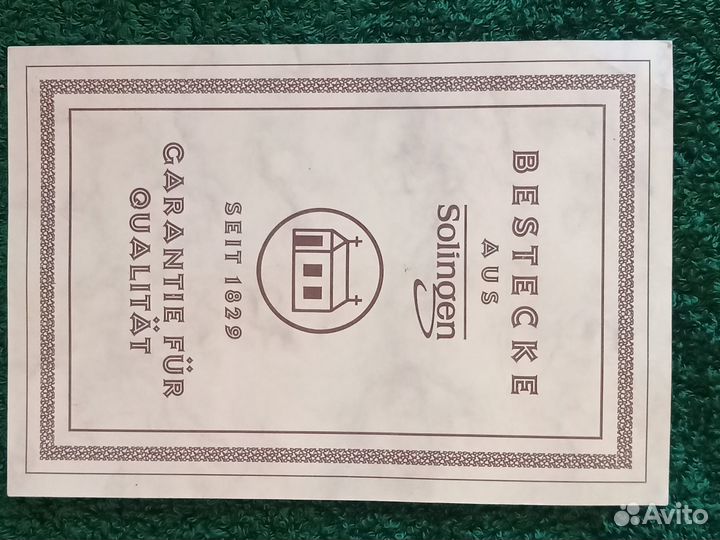 BESTECKE
AUS
Solingen
SEIT 1829
GARANTIE FÜR
QUALITÄT
Avito